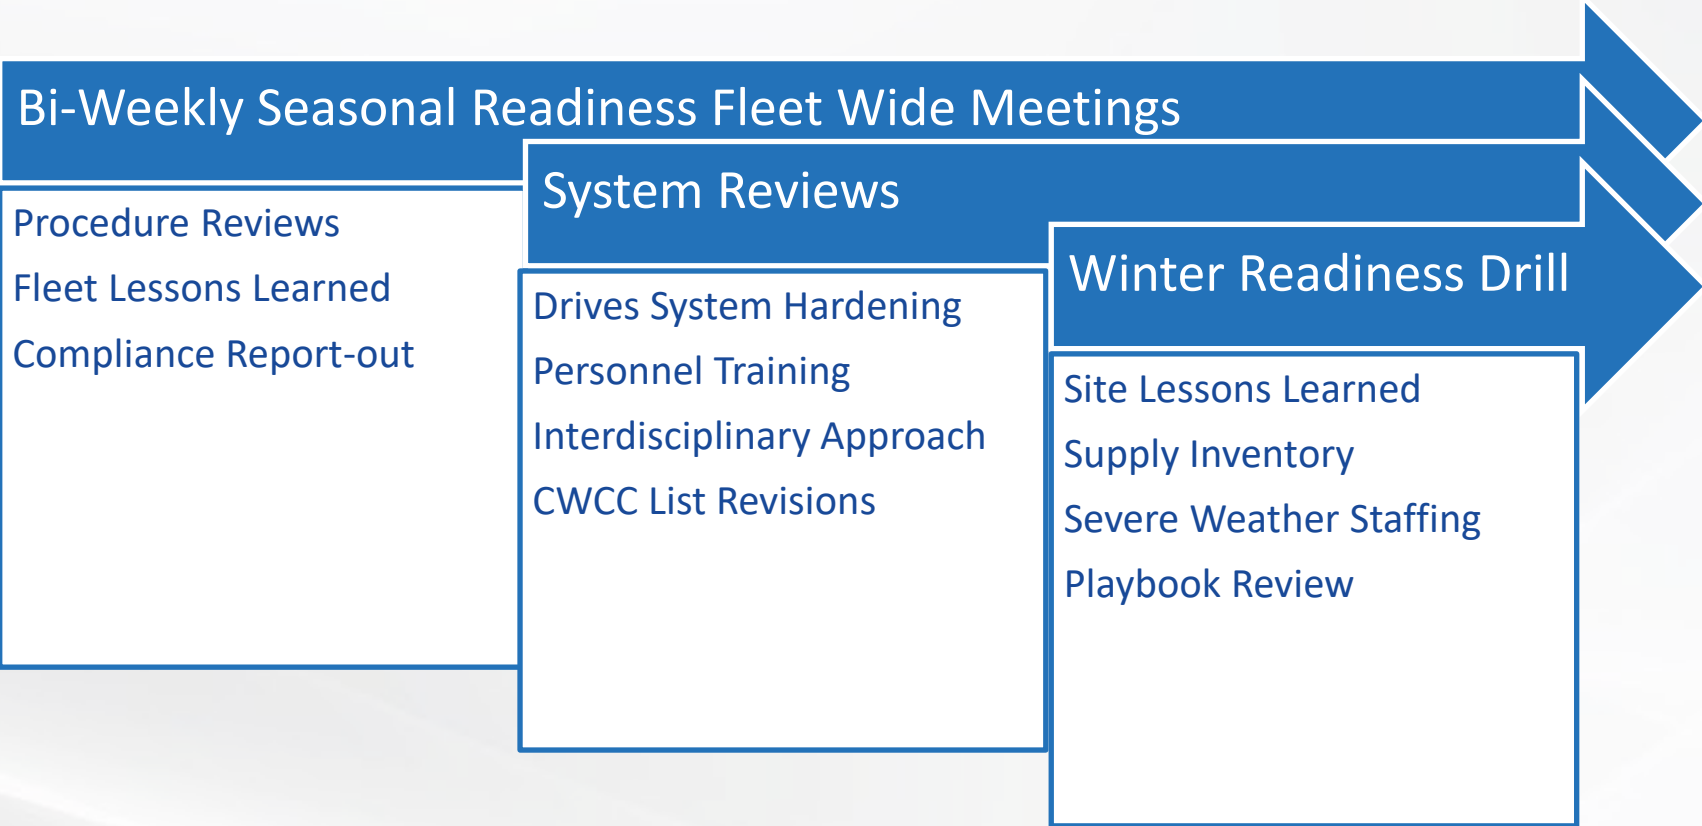 Bi-Weekly Seasonal Readiness Fleet Wide Meetings
Procedure Reviews
Fleet Lessons Learned
Compliance Report-out
System Reviews
Drives System Hardening
Personnel Training
Interdisciplinary Approach
CWCC List Revisions
Winter Readiness Drill
Site Lessons Learned
Supply Inventory
Severe Weather Staffing
Playbook Review